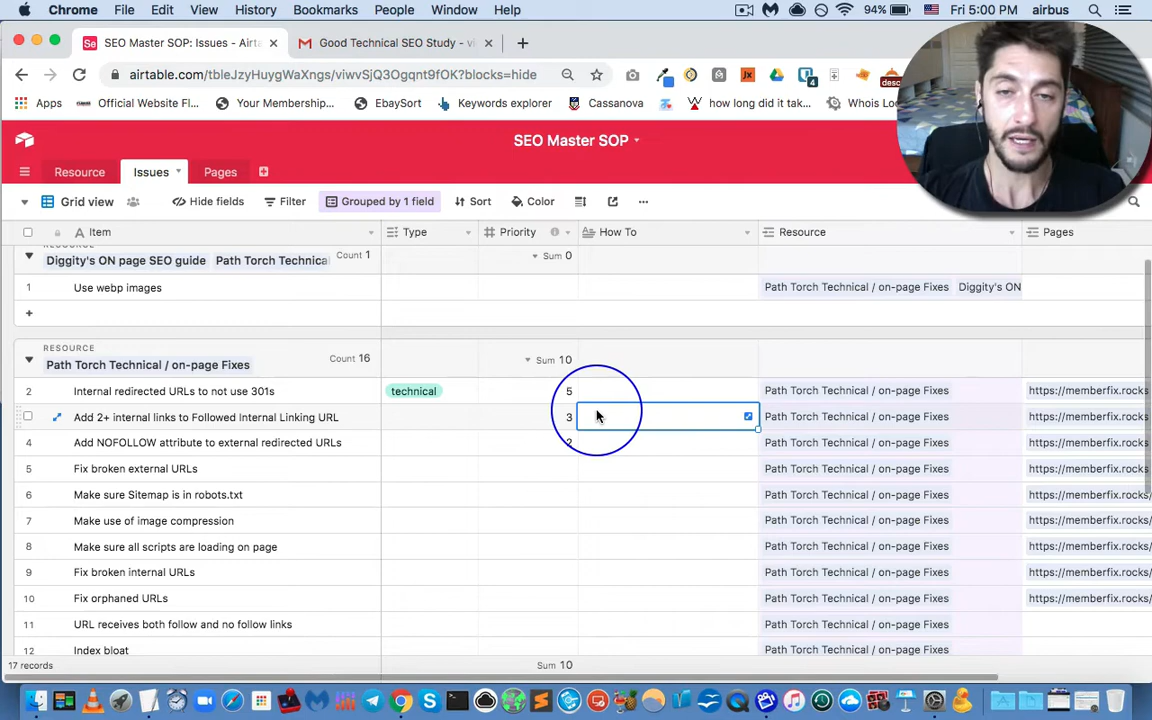 Chrome File Edit View History Bookmarks People Window Help 94% Fri 5:00 PM airbus
SEO Master SOP: Issues - Airta Good Technical SEO Study - vi
airtable.com/tbleJzyHuygWaXngs/viwvSjQ3Ogqnt9fOK?blocks=hide
Apps Official Website Fl... Your Membership... EbaySort Keywords explorer Cassanova how long did it tak... Whois Loo
SEO Master SOP
Resource Issues Pages
Grid view Hide fields Filter Grouped by 1 field Sort Color
Item Type Priority How To Resource Pages
RESOURCE
Diggity's ON page SEO guide Path Torch Technica Count 1 Sum 0
1 Use webp images Path Torch Technical / on-page Fixes Diggity's ON
+
RESOURCE
Path Torch Technical / on-page Fixes Count 16 Sum 10
2 Internal redirected URLs to not use 301s technical 5 Path Torch Technical / on-page Fixes https://memberfix.rocks/
Add 2+ internal links to Followed Internal Linking URL 3 Path Torch Technical / on-page Fixes https://memberfix.rocks/
4 Add NOFOLLOW attribute to external redirected URLs 2 Path Torch Technical / on-page Fixes https://memberfix.rocks/
5 Fix broken external URLs Path Torch Technical / on-page Fixes https://memberfix.rocks/
6 Make sure Sitemap is in robots.txt Path Torch Technical / on-page Fixes https://memberfix.rocks/
7 Make use of image compression Path Torch Technical / on-page Fixes https://memberfix.rocks/
8 Make sure all scripts are loading on page Path Torch Technical / on-page Fixes https://memberfix.rocks/
9 Fix broken internal URLs Path Torch Technical / on-page Fixes https://memberfix.rocks/
10 Fix orphaned URLs Path Torch Technical / on-page Fixes https://memberfix.rocks/
11 URL receives both follow and no follow links Path Torch Technical / on-page Fixes
12 Index bloat Path Torch Technical / on-page Fixes
17 records Sum 10